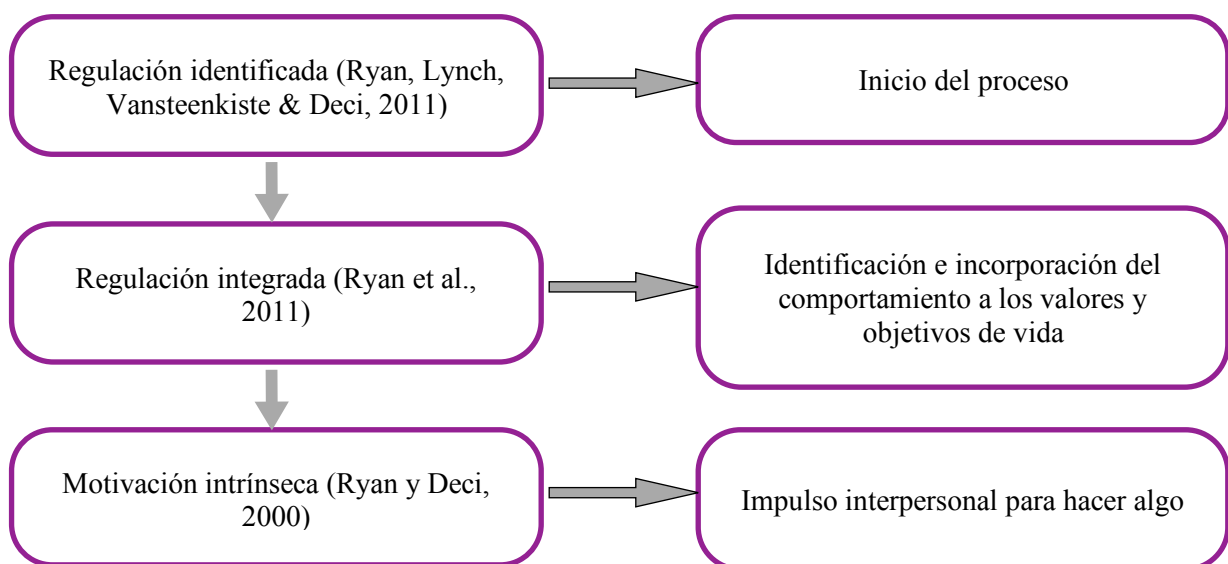 Regulación identificada (Ryan, Lynch,
Vansteenkiste & Deci, 2011)
Inicio del proceso
Regulación integrada (Ryan et al.,
2011)
Identificación e incorporación del
comportamiento a los valores y
objetivos de vida
Motivación intrínseca (Ryan y Deci,
2000)
Impulso interpersonal para hacer algo